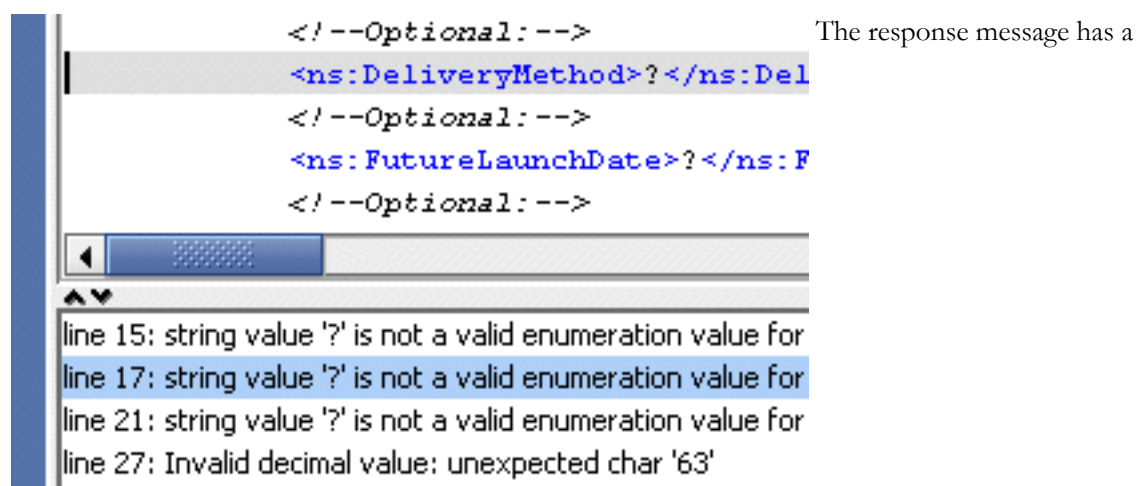 <!--Optional:-->
The response message has a
<ns:DeliveryMethod>?</ns:Del
<!--Optional:-->
<ns:FutureLaunchDate>?</ns:F
<!--Optional:-->
line 15: string value '?' is not a valid enumeration value for
line 17: string value '?' is not a valid enumeration value for
line 21: string value '?' is not a valid enumeration value for
line 27: Invalid decimal value: unexpected char '63'